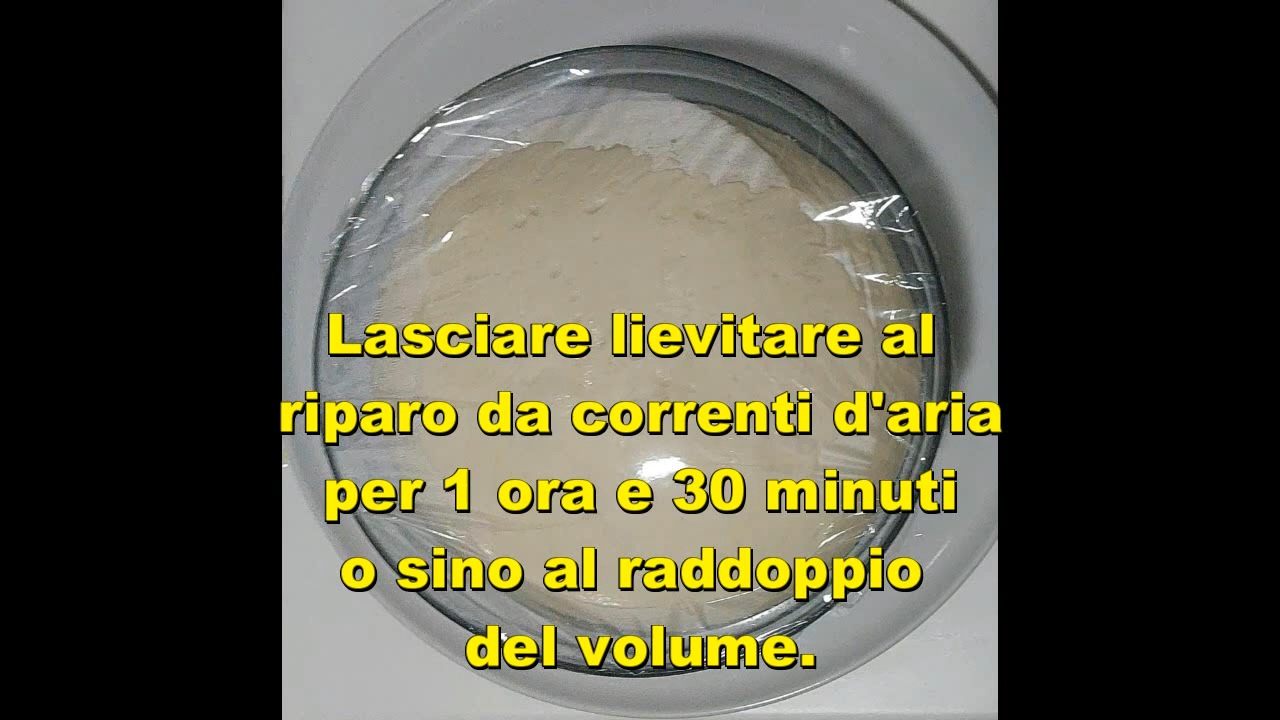 Lasciare lievitare al
riparo da correnti d'aria
per 1 ora e 30 minuti
o sino al raddoppio
del volume.